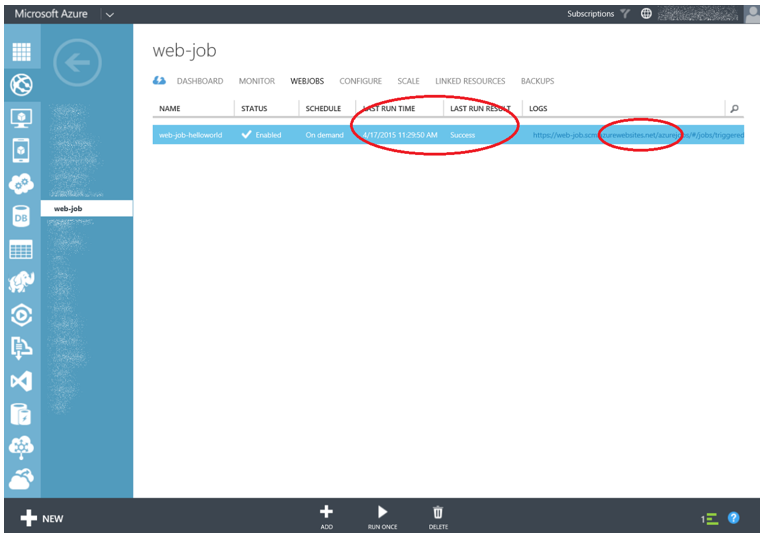 Microsoft Azure
Subscriptions
web-job
DASHBOARD MONITOR WEBJOBS CONFIGURE SCALE LINKED RESOURCES BACKUPS
NAME STATUS SCHEDULE LAST RUN TIME LAST RUN RESULT LOGS
web-job-helloworld Enabled On demand 4/17/2015 11:29:50 AM Success https://web-job.scm.azurewebsites.net/azurejobs/#/jobs/triggered
DB
web-job
NEW
ADD RUN ONCE DELETE
1
?